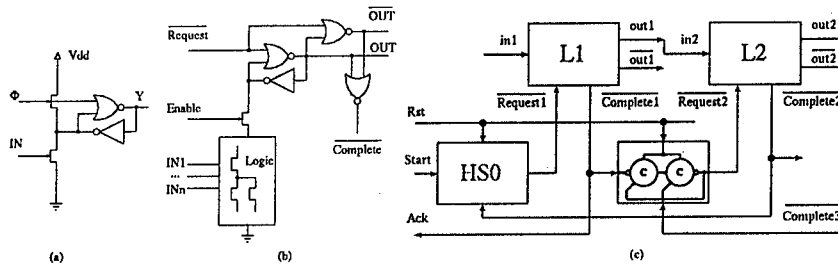 Vdd
Φ
Y
IN
(a)
Request
OUT
OUT
Enable
Complete
Logic
IN1
...
INn
(b)
in1
L1
out1
out1
in2
L2
out2
out2
Request1
Complete1
Request2
Complete2
Rst
Start
HS0
C
C
Ack
Complete3
(c)